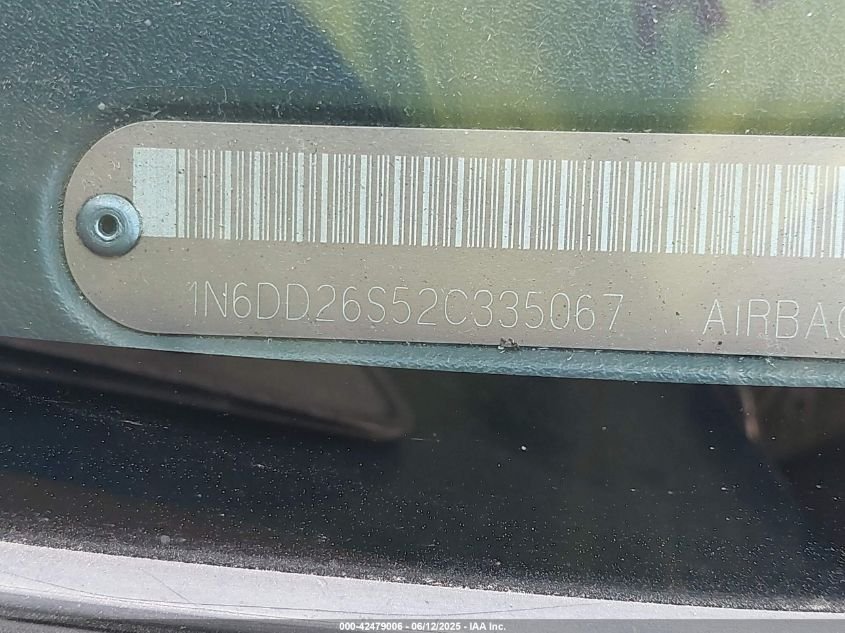 1N6DD26S52C335067 AIRBAG
000-42479006 - 06/12/2025 - IAA Inc.